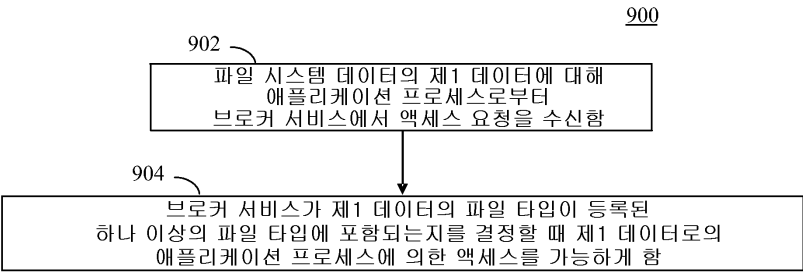 900
902
파일 시스템 데이터의 제1 데이터에 대해
애플리케이션 프로세스로부터
브로커 서비스에서 액세스 요청을 수신함
904
브로커 서비스가 제1 데이터의 파일 타입이 등록된
하나 이상의 파일 타입에 포함되는지를 결정할 때 제1 데이터로의
애플리케이션 프로세스에 의한 액세스를 가능하게 함